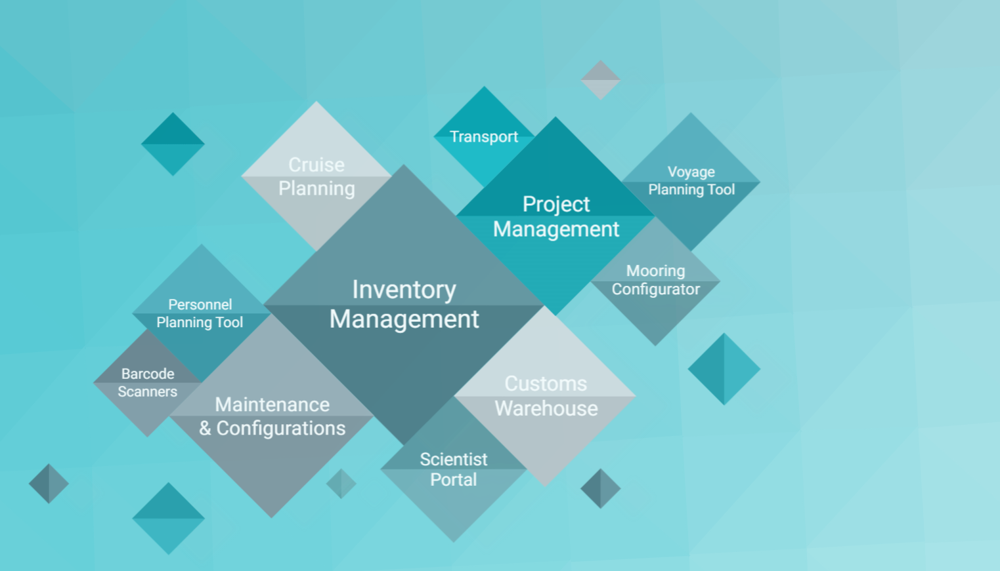 Transport
Cruise
Planning
Voyage
Planning Tool
Project
Management
Mooring
Configurator
Inventory
Management
Personnel
Planning Tool
Barcode
Scanners
Customs
Warehouse
Maintenance
& Configurations
Scientist
Portal